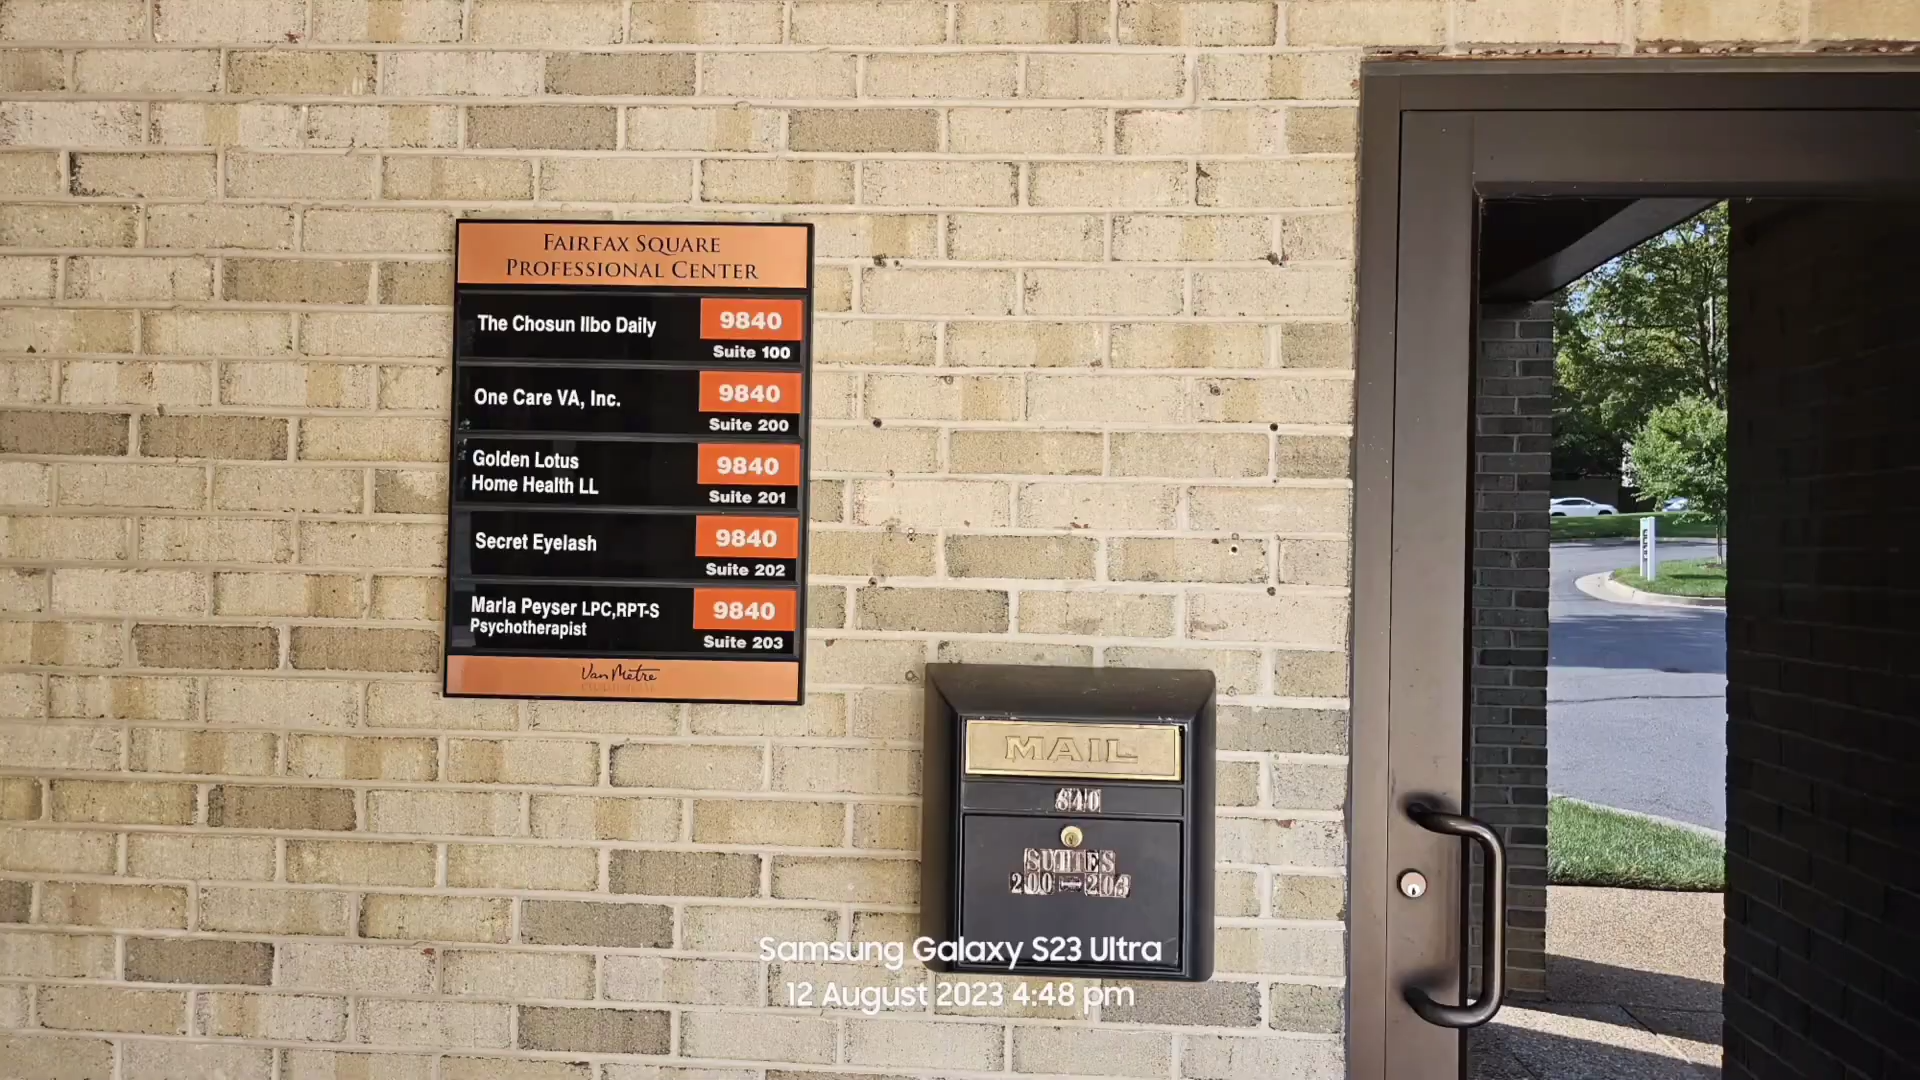 FAIRFAX SQUARE
PROFESSIONAL CENTER
The Chosun Ilbo Daily
9840
Suite 100
One Care VA, Inc.
9840
Suite 200
Golden Lotus
Home Health LL
9840
Suite 201
Secret Eyelash
9840
Suite 202
Marla Peyser LPC,RPT-S
Psychotherapist
9840
Suite 203
Van Metre
MAIL
840
SUITES
200 - 203
Samsung Galaxy S23 Ultra
12 August 2023 4:48 pm